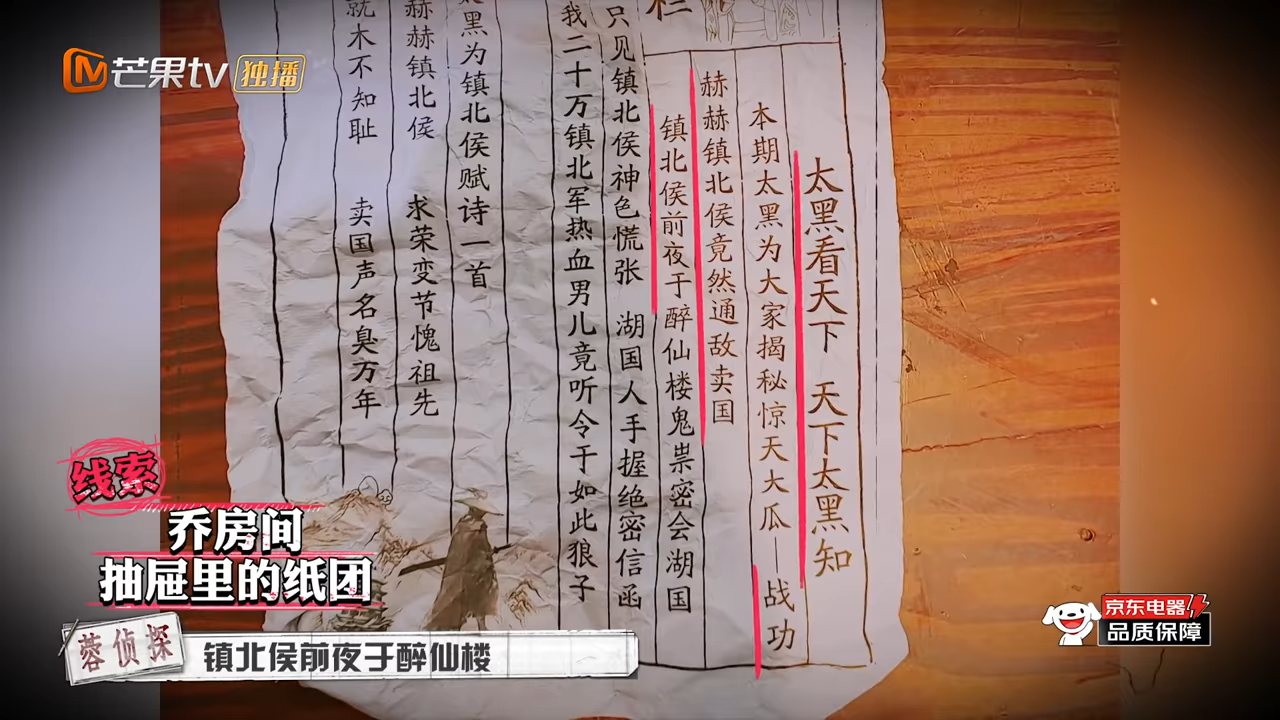 芒果tv 独播
栏
太黑看天下 天下太黑知
本期太黑为大家揭秘惊天大瓜——战功
赫赫镇北侯竟然通敌卖国
镇北侯前夜于醉仙楼鬼祟密会湖国
只见镇北侯神色慌张 湖国人手握绝密信函
我二十万镇北军热血男儿竟听令于如此狼子
黑为镇北侯赋诗一首
赫赫镇北侯 求荣变节愧祖先
就木不知耻 卖国声名臭万年
线索
乔房间
抽屉里的纸团
蓉侦探
镇北侯前夜于醉仙楼
京东电器
品质保障